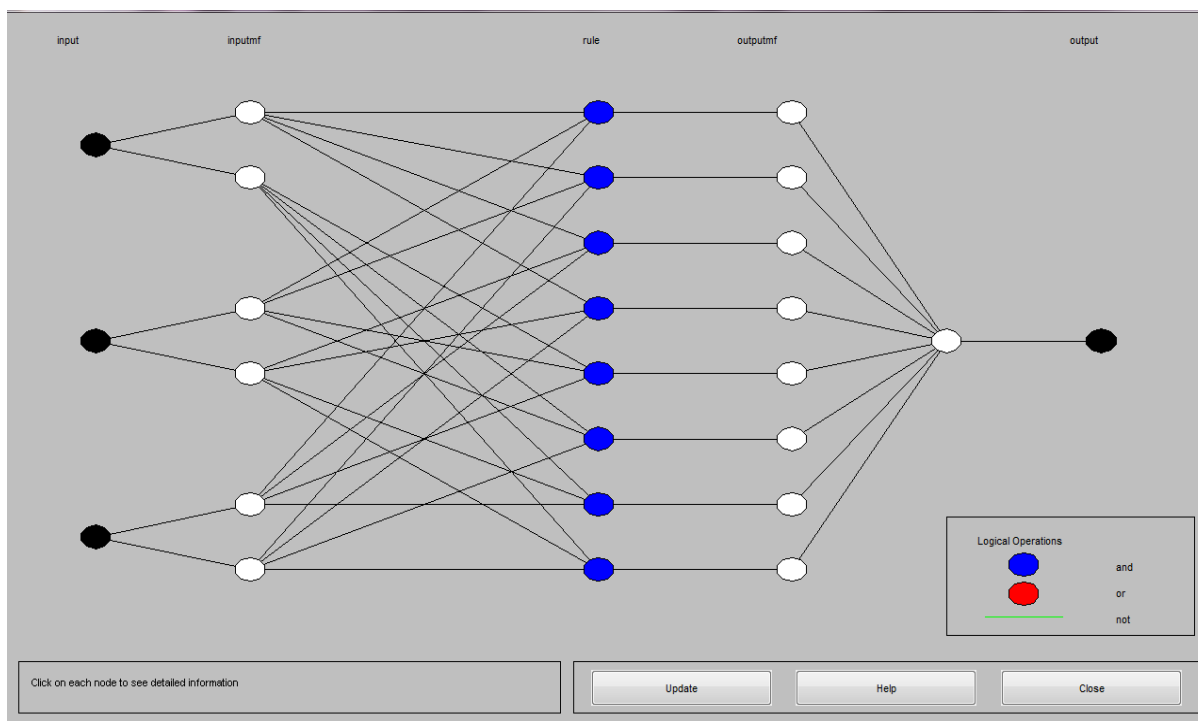 input inputmf rule outputmf output
Logical Operations
and
or
not
Click on each node to see detailed information
Update Help Close